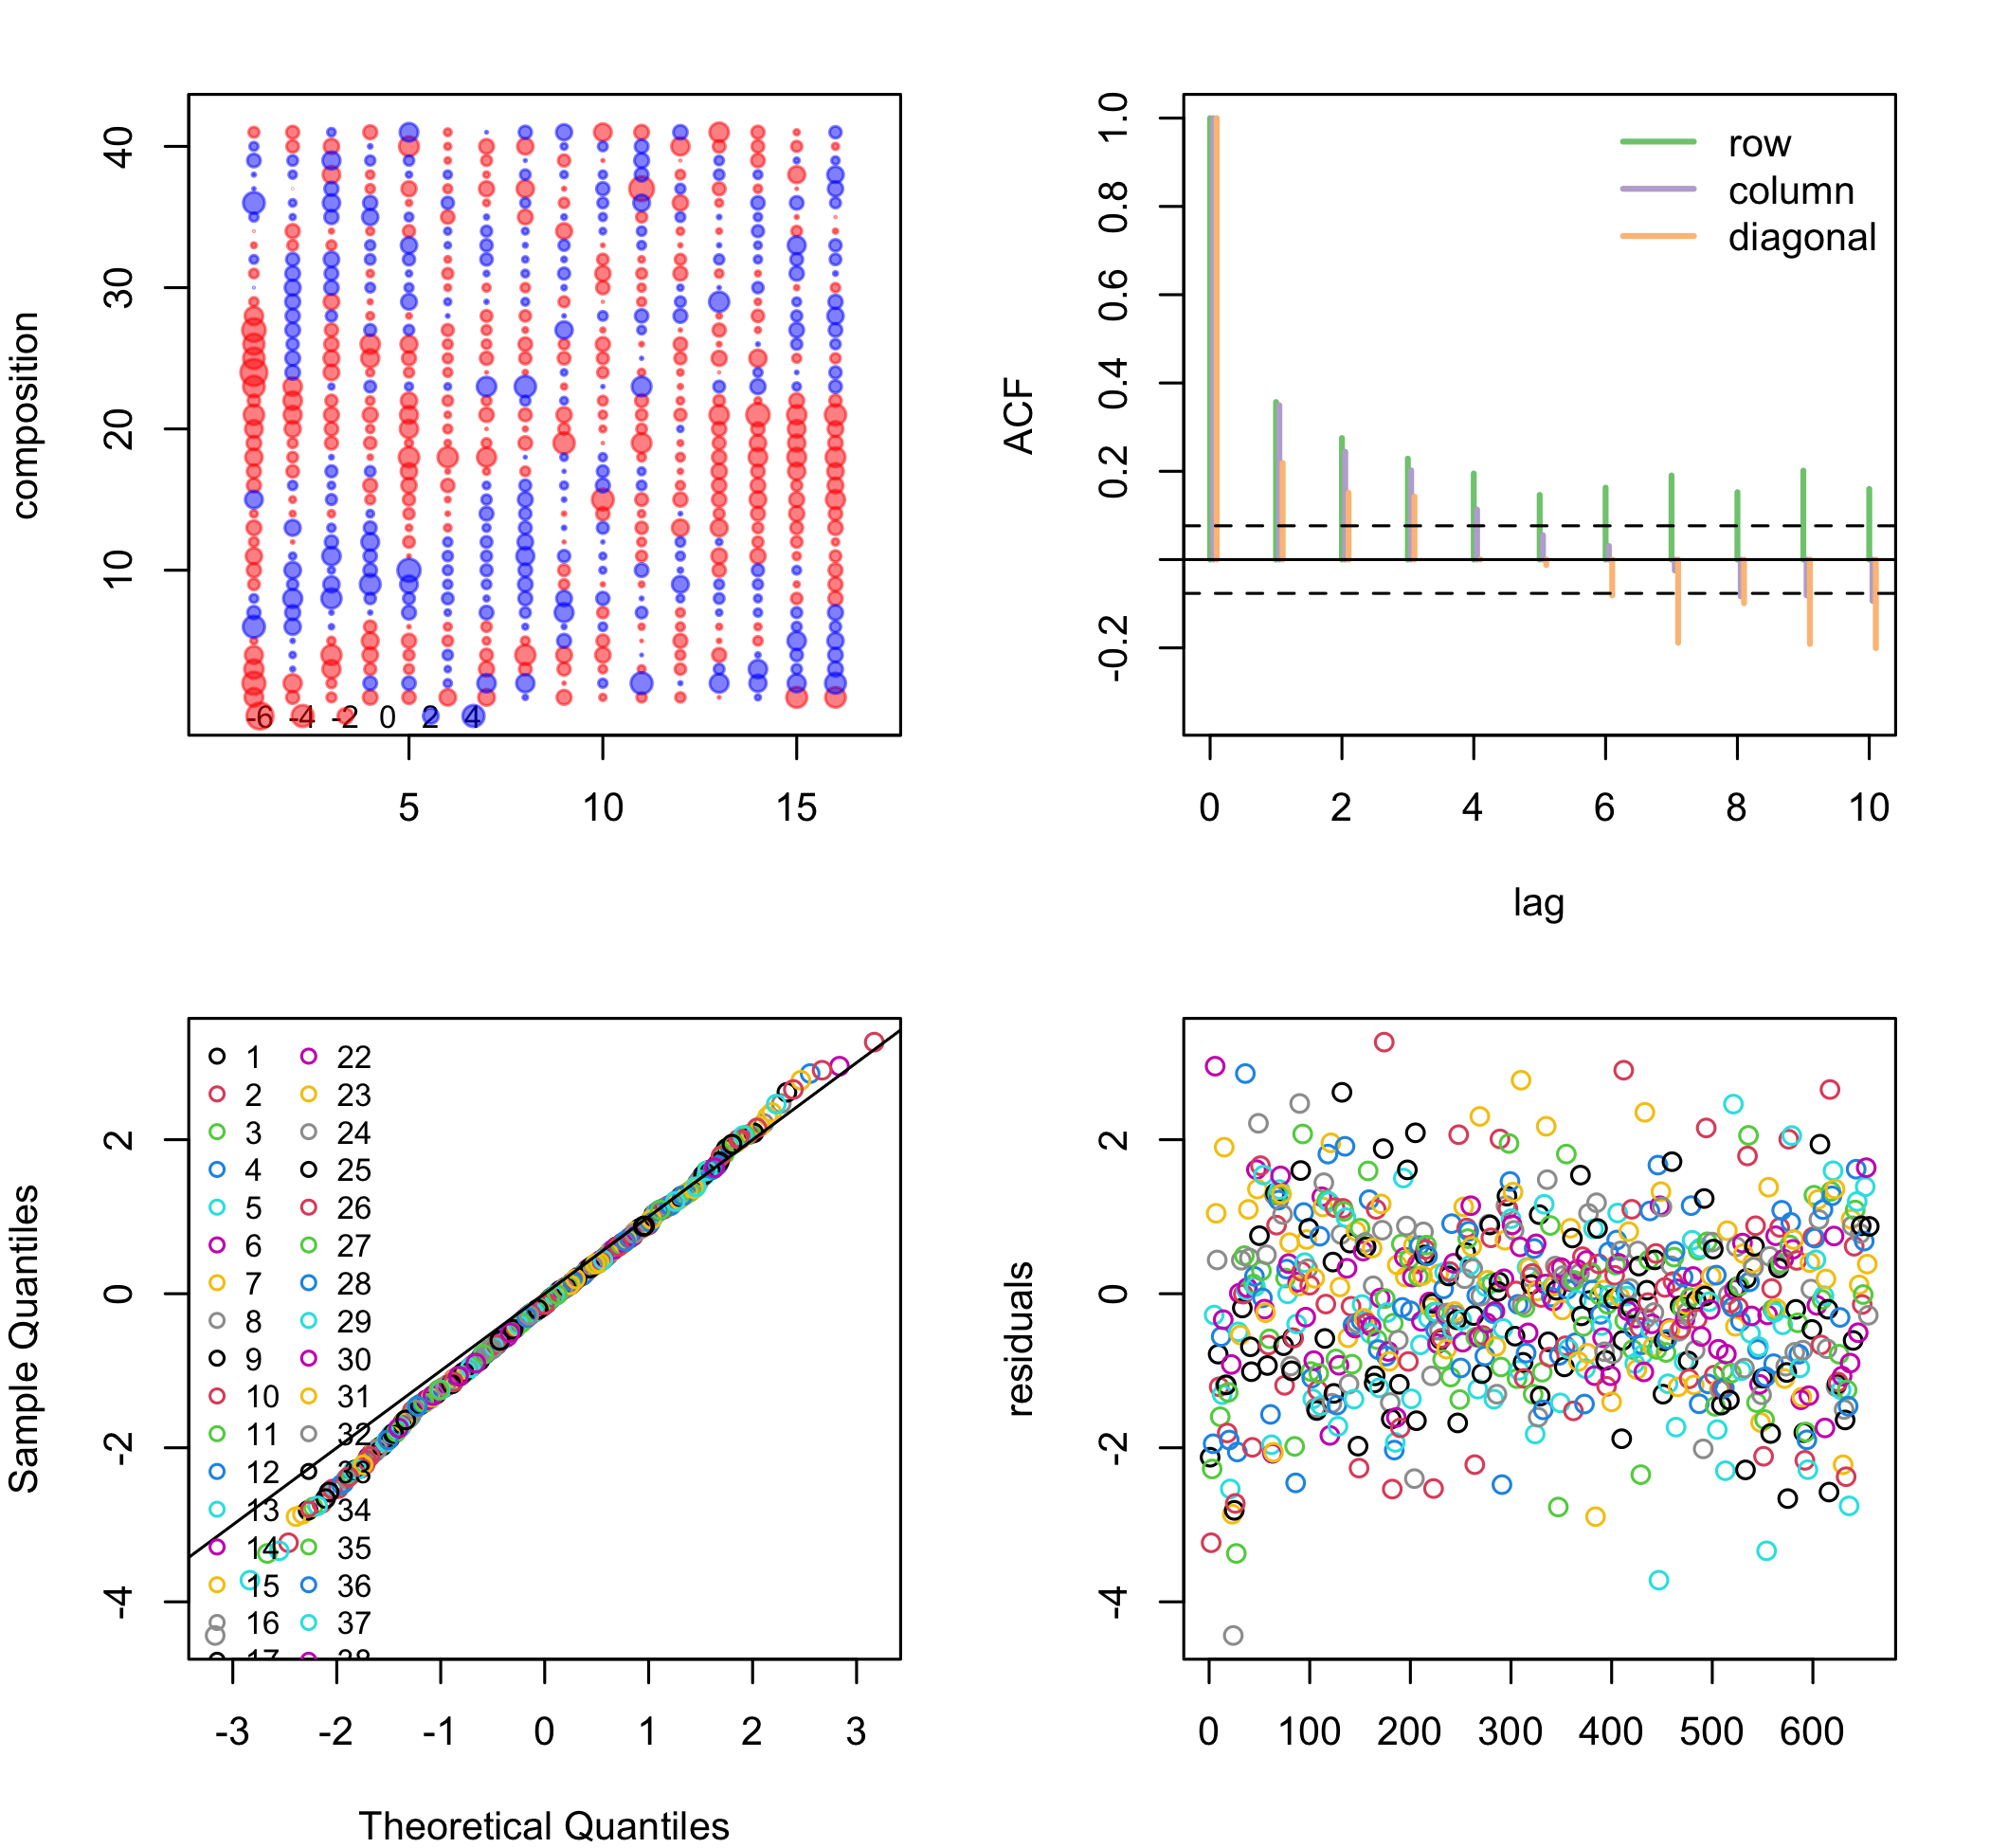 composition
40
30
20
10
-6 -4 -2 0 2 4
5 10 15
ACF
1.0
0.8
0.6
0.4
0.2
-0.2
row
column
diagonal
0 2 4 6 8 10
lag
Sample Quantiles
2
0
-2
-4
1 22
2 23
3 24
4 25
5 26
6 27
7 28
8 29
9 30
10 31
11 32
12 33
13 34
14 35
15 36
16 37
17 38
-3 -2 -1 0 1 2 3
Theoretical Quantiles
residuals
2
0
-2
-4
0 100 200 300 400 500 600